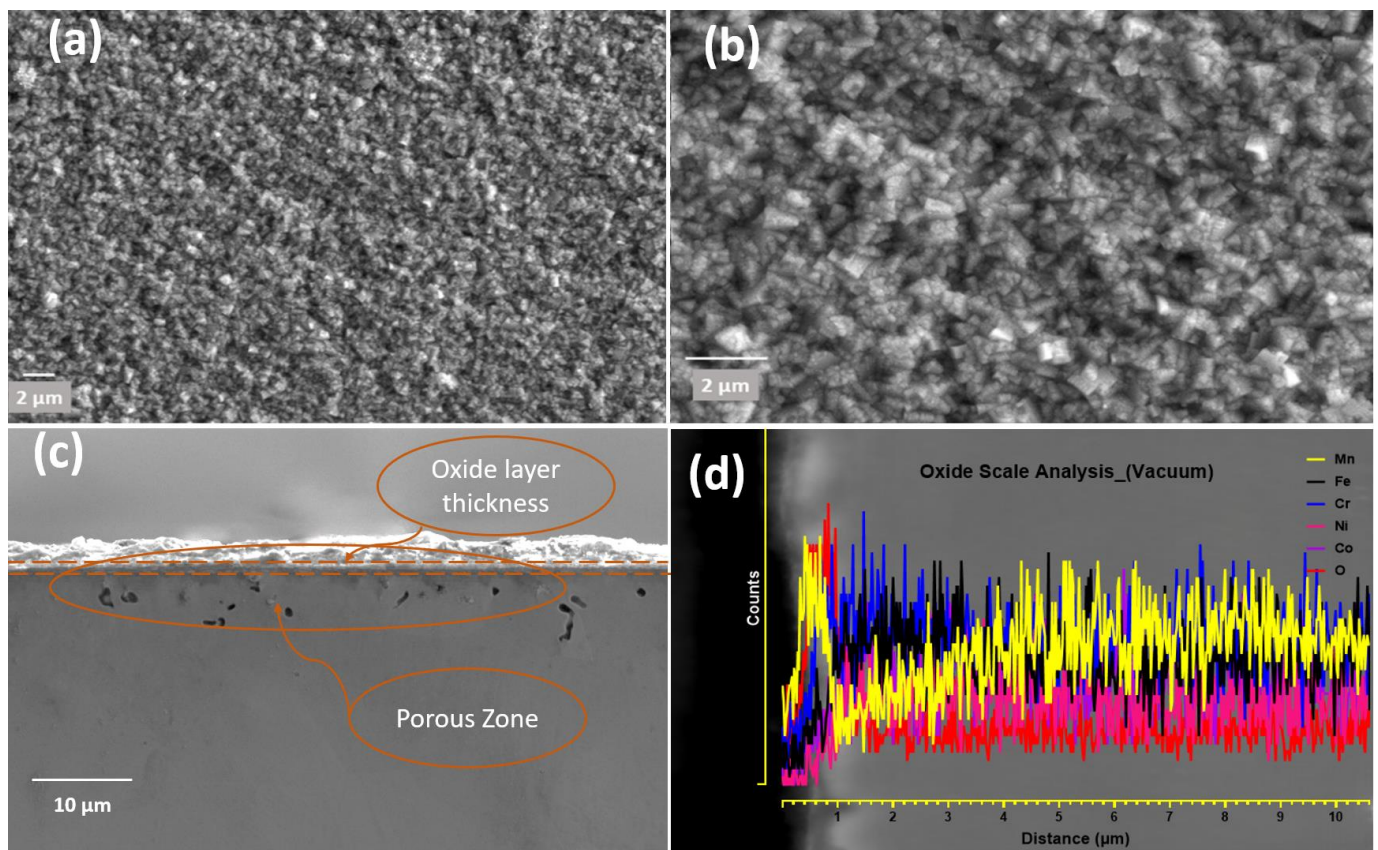 (a)
2 µm
(b)
2 µm
(c)
Oxide layer
thickness
Porous Zone
10 µm
(d)
Oxide Scale Analysis_(Vacuum)
Mn
Fe
Cr
Ni
Co
O
Counts
1 2 3 4 5 6 7 8 9 10
Distance (µm)